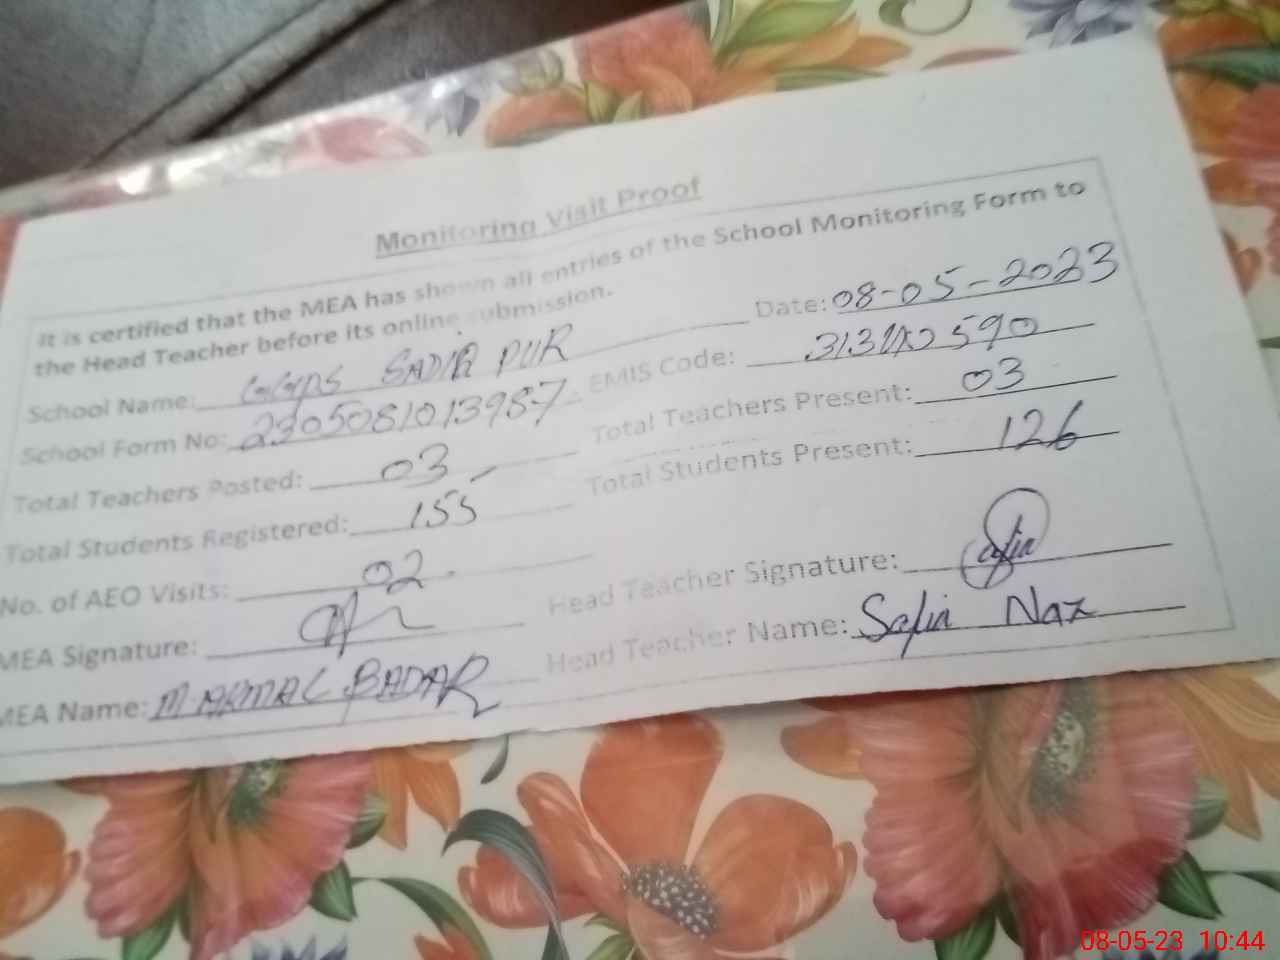 Monitoring Visit Proof
It is certified that the MEA has shown all entries of the School Monitoring Form to
the Head Teacher before its online submission.
Date: 08-05-2023
School Name: GGPS SADIR PUR
EMIS Code:
School Form No: 2305081013987
Total Teachers Present: 03
Total Teachers Posted: 03
Total Students Present: 126
Total Students Registered: 155
No. of AEO Visits: 02
Head Teacher Signature:
MEA Signature:
Head Teacher Name: Safia Naz
MEA Name: M. AKMAL BADAR
08-05-23 10:44